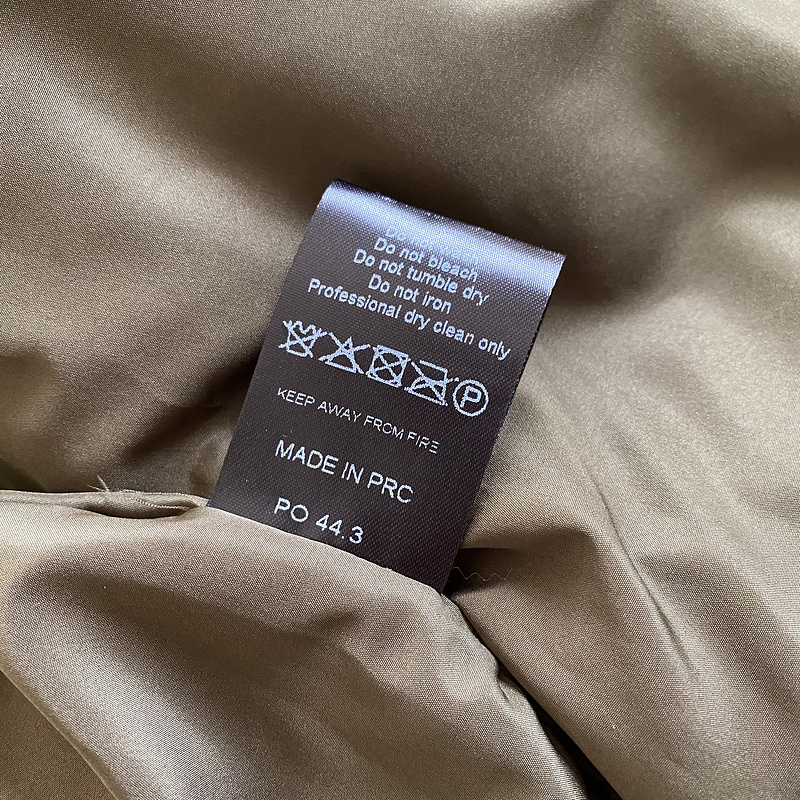 Do not bleach
Do not tumble dry
Do not iron
Professional dry clean only
P
KEEP AWAY FROM FIRE
MADE IN PRC
PO 44.3